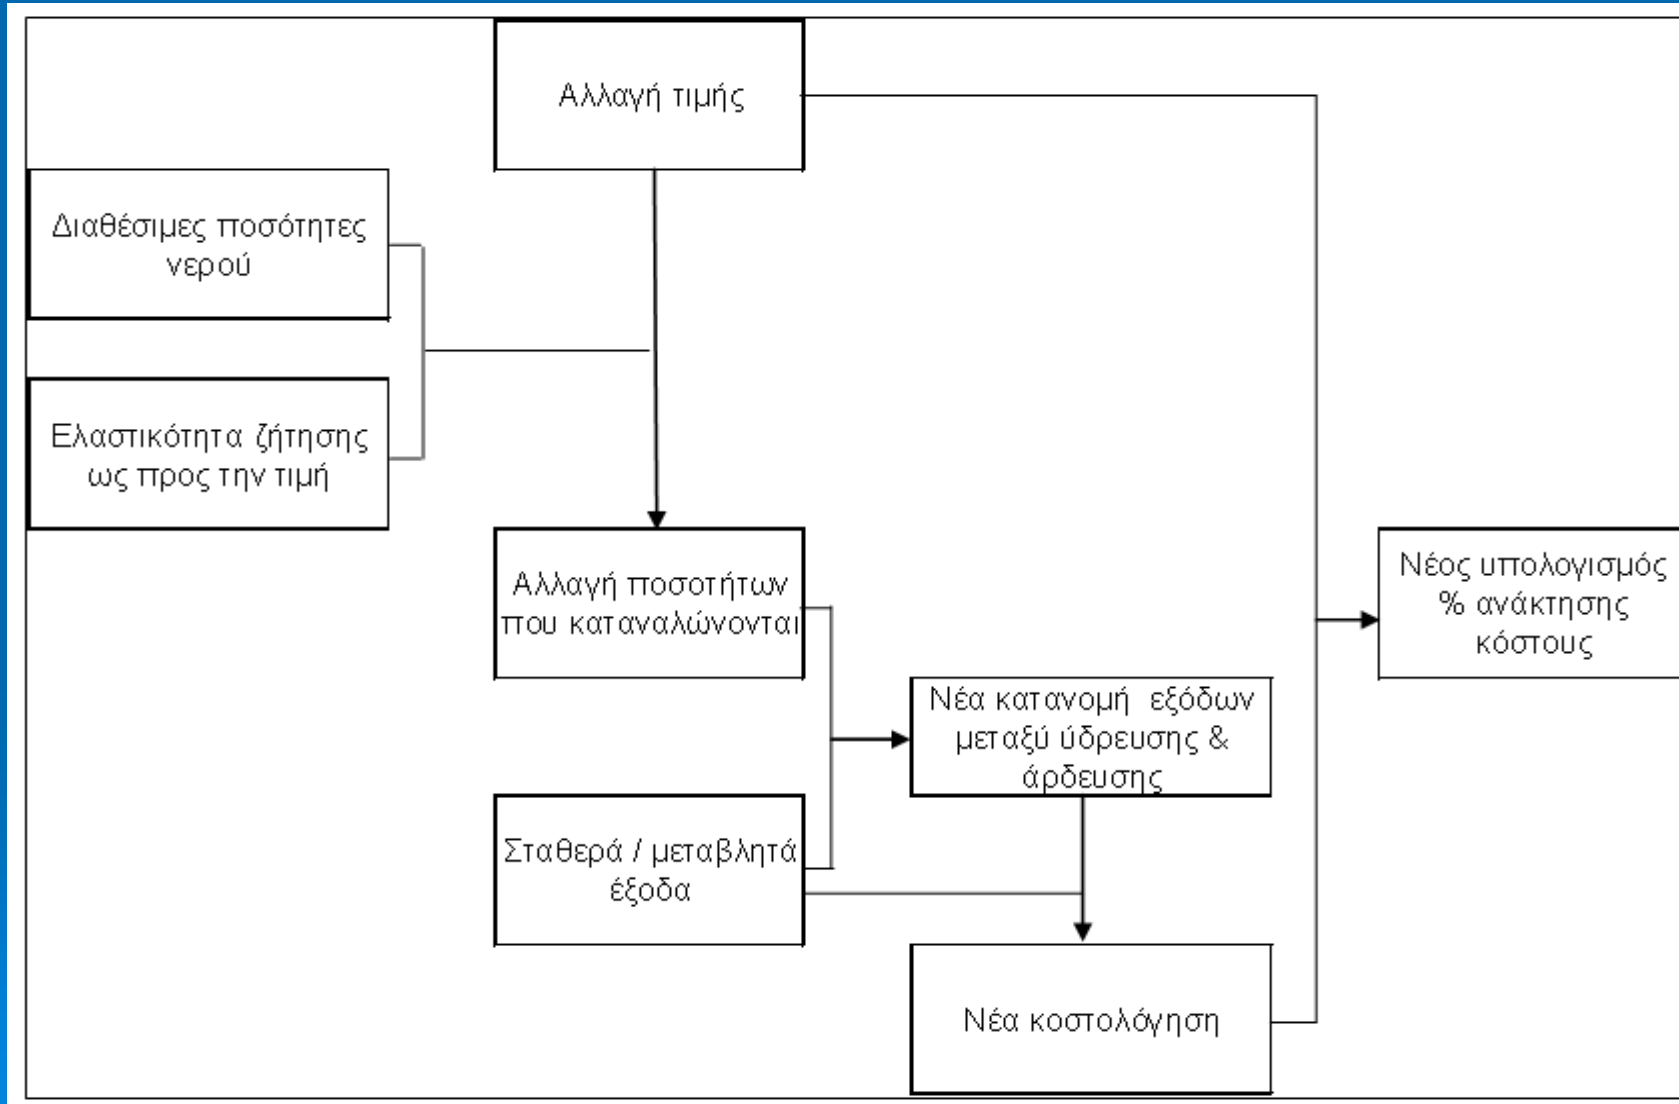 Αλλαγή τιμής
Διαθέσιμες ποσότητες
νερού
Ελαστικότητα ζήτησης
ως προς την τιμή
Αλλαγή ποσοτήτων
που καταναλώνονται
Νέος υπολογισμός
% ανάκτησης
κόστους
Νέα κατανομή εξόδων
μεταξύ ύδρευσης &
άρδευσης
Σταθερά / μεταβλητά
έξοδα
Νέα κοστολόγηση